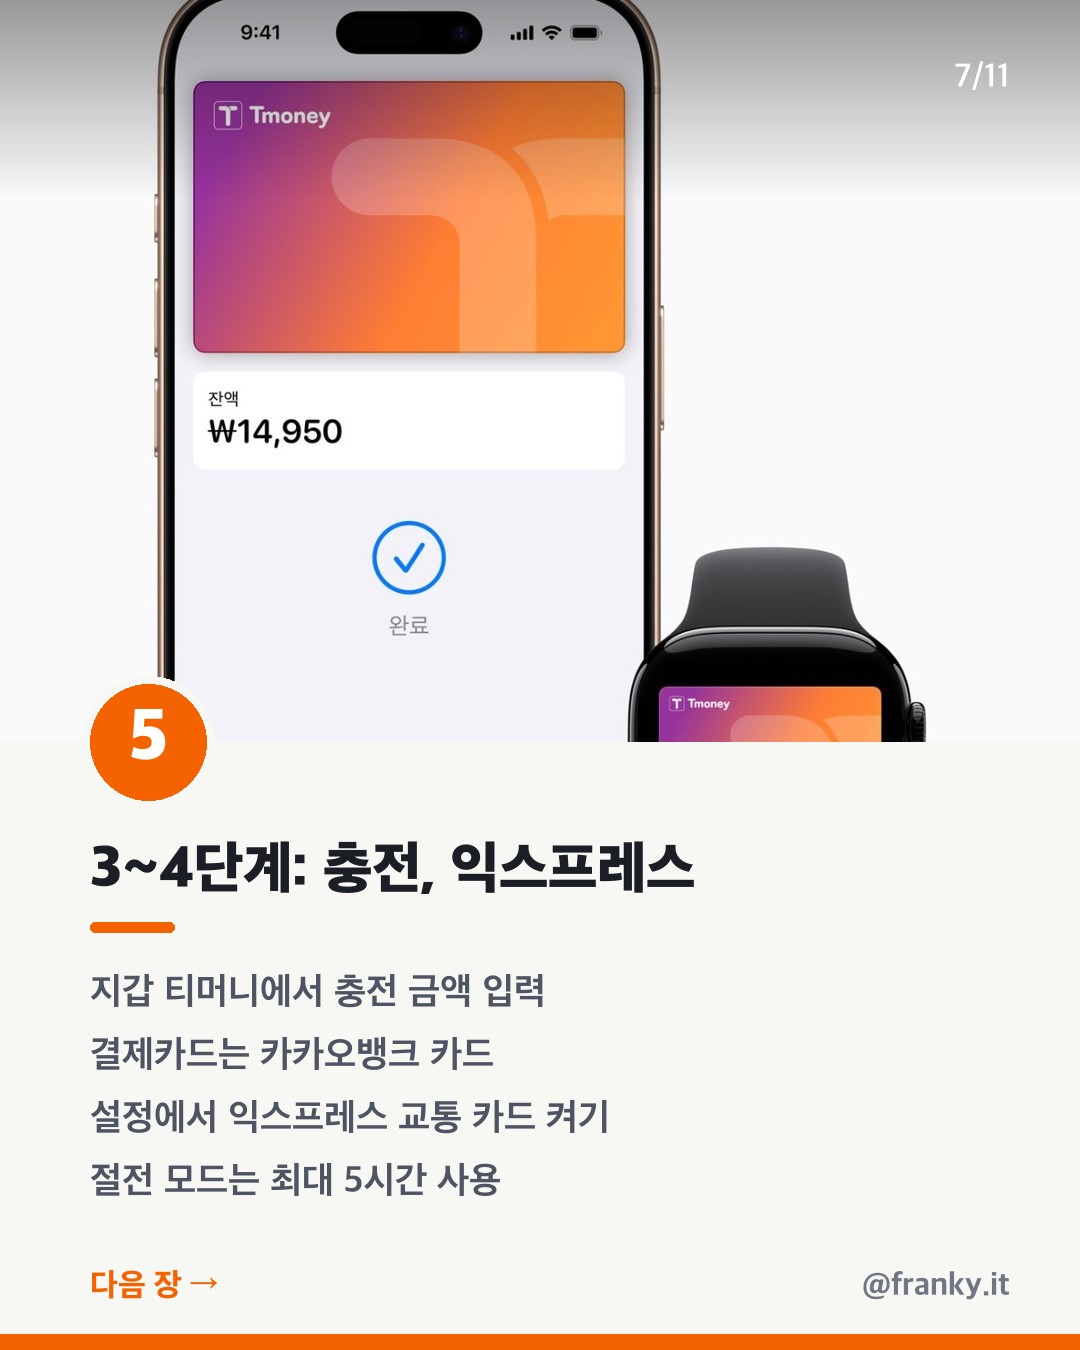 9:41
7/11
Tmoney
잔액
₩14,950
완료
Tmoney
5
3~4단계: 충전, 익스프레스
지갑 티머니에서 충전 금액 입력
결제카드는 카카오뱅크 카드
설정에서 익스프레스 교통 카드 켜기
절전 모드는 최대 5시간 사용
다음 장 →
@franky.it